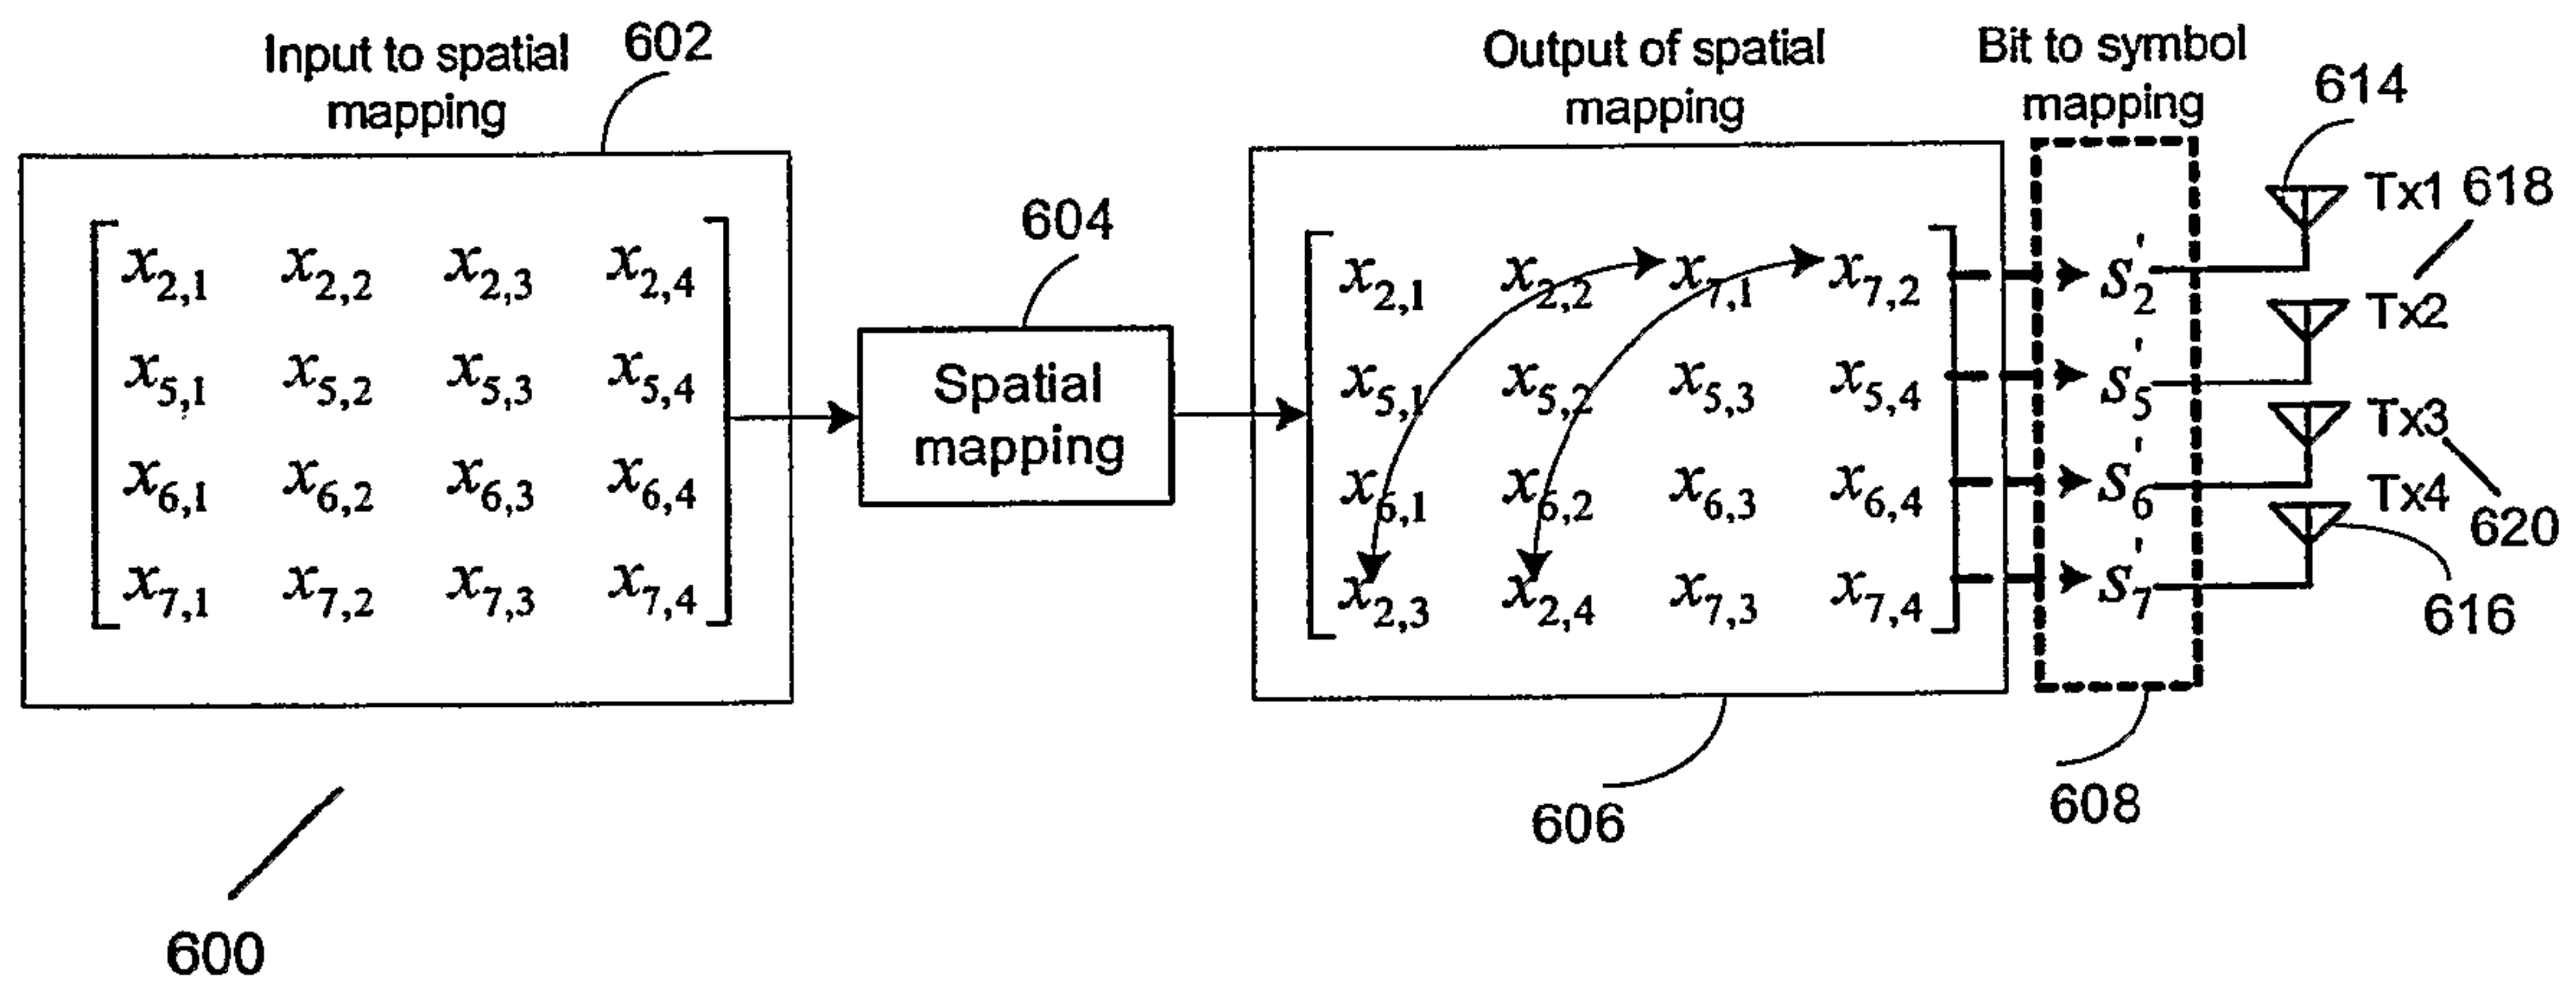 Input to spatial mapping
602
x2,1 x2,2 x2,3 x2,4
x5,1 x5,2 x5,3 x5,4
x6,1 x6,2 x6,3 x6,4
x7,1 x7,2 x7,3 x7,4
604
Spatial
mapping
Output of spatial
mapping
x2,1 x2,2 x7,1 x7,2
x5,1 x5,2 x5,3 x5,4
x6,1 x6,2 x6,3 x6,4
x2,3 x2,4 x7,3 x7,4
606
Bit to symbol
mapping
S'2
S'5
S'6
S'7
608
614
Tx1
618
Tx2
Tx3
Tx4
620
616
600